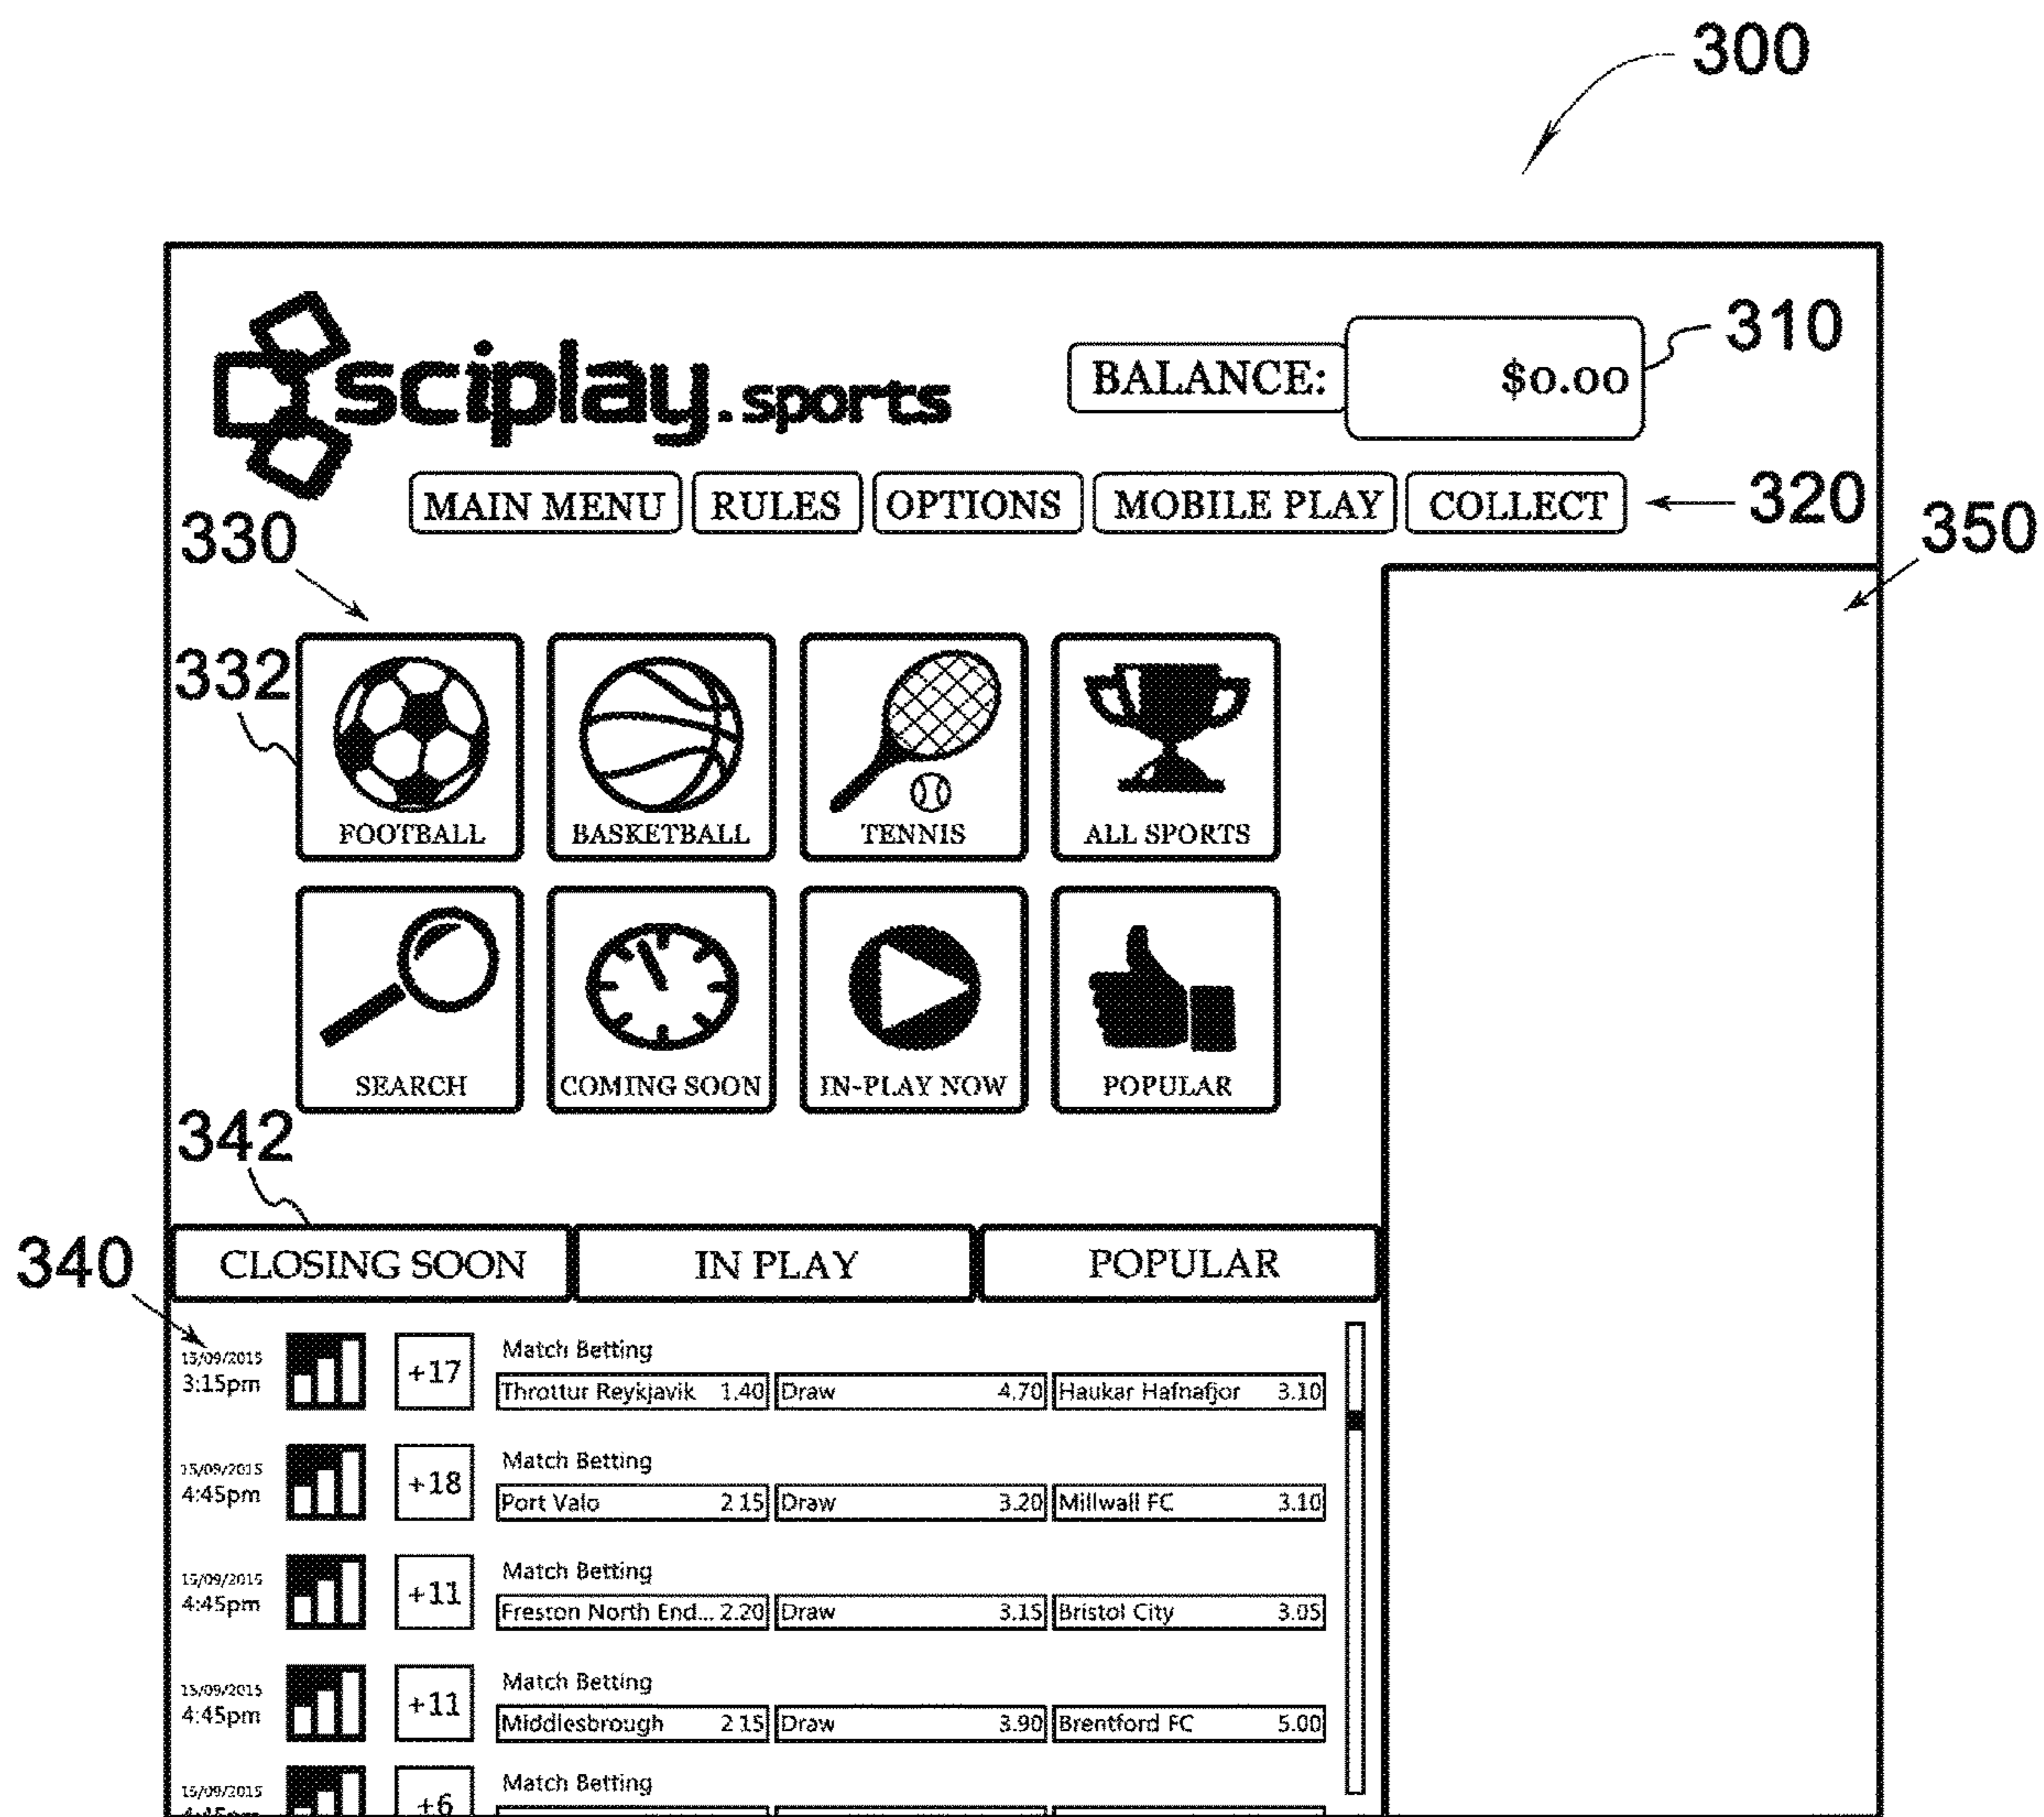 300
sciplay.sports
BALANCE: $0.00
310
MAIN MENU RULES OPTIONS MOBILE PLAY COLLECT
320
350
330
332
FOOTBALL BASKETBALL TENNIS ALL SPORTS
SEARCH COMING SOON IN-PLAY NOW POPULAR
342
340
CLOSING SOON IN PLAY POPULAR
Match Betting
15/09/2015
3:15pm +17 Throttur Reykjavik 1.40 Draw 4.70 Haukar Hafnafjor 3.10
Match Betting
15/09/2015
4:45pm +18 Port Valo 2.15 Draw 3.20 Millwall FC 3.10
Match Betting
15/09/2015
4:45pm +11 Freston North End... 2.20 Draw 3.15 Bristol City 3.05
Match Betting
15/09/2015
4:45pm +11 Middlesbrough 2.15 Draw 3.90 Brentford FC 5.00
Match Betting
15/09/2015
+6